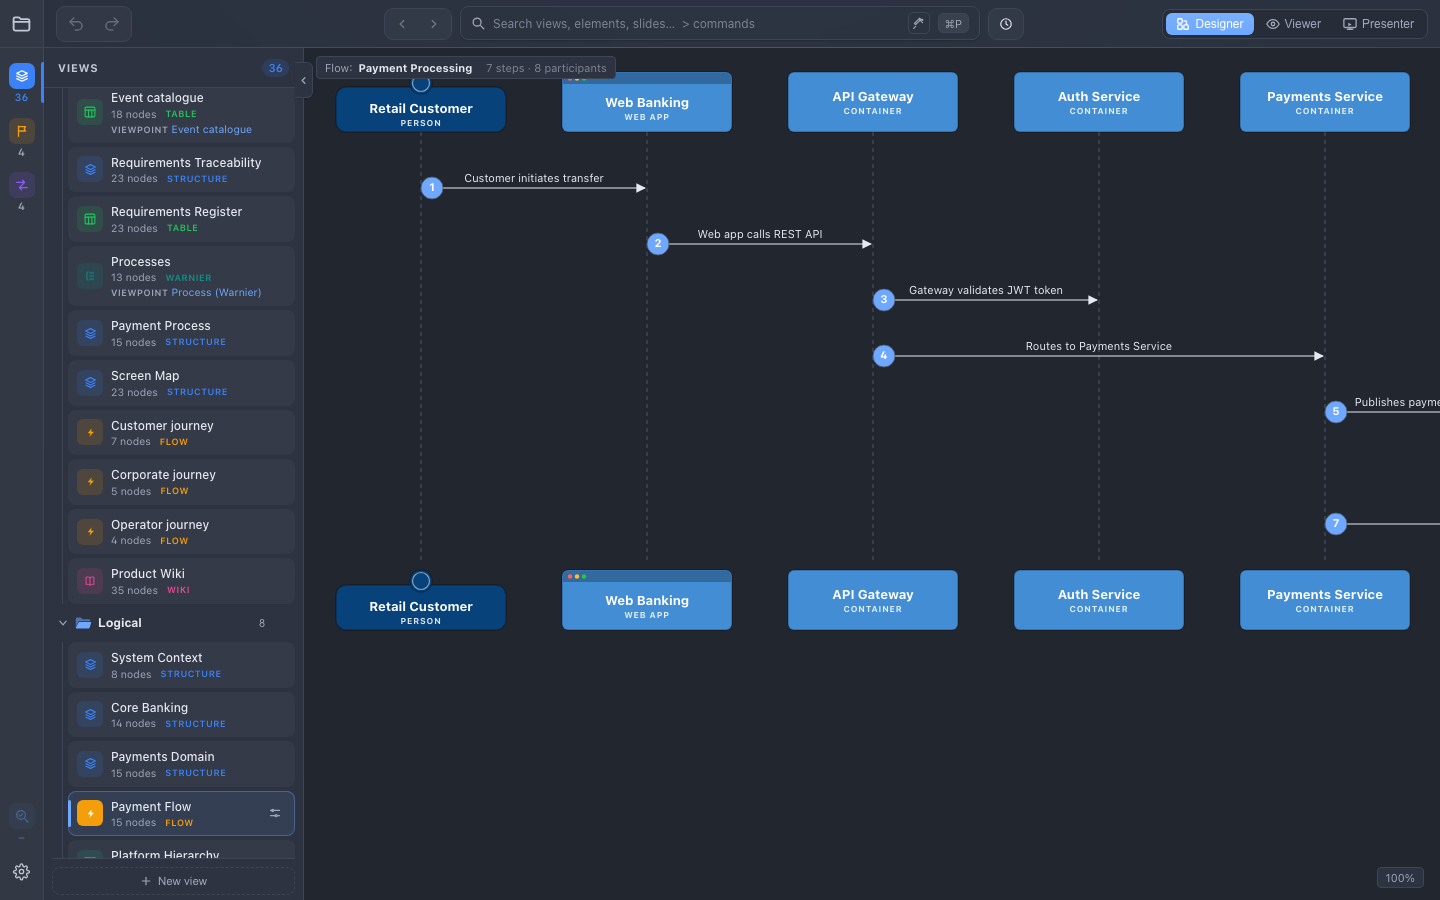 Search views, elements, slides... > commands
⌘P
Designer
Viewer
Presenter
36
4
4
VIEWS
36
Event catalogue
18 nodes TABLE
VIEWPOINT Event catalogue
Requirements Traceability
23 nodes STRUCTURE
Requirements Register
23 nodes TABLE
Processes
13 nodes WARNIER
VIEWPOINT Process (Warnier)
Payment Process
15 nodes STRUCTURE
Screen Map
23 nodes STRUCTURE
Customer journey
7 nodes FLOW
Corporate journey
5 nodes FLOW
Operator journey
4 nodes FLOW
Product Wiki
35 nodes WIKI
Logical 8
System Context
8 nodes STRUCTURE
Core Banking
14 nodes STRUCTURE
Payments Domain
15 nodes STRUCTURE
Payment Flow
15 nodes FLOW
Platform Hierarchy
New view
Flow: Payment Processing 7 steps · 8 participants
Retail Customer
PERSON
Web Banking
WEB APP
API Gateway
CONTAINER
Auth Service
CONTAINER
Payments Service
CONTAINER
1 Customer initiates transfer
2 Web app calls REST API
3 Gateway validates JWT token
4 Routes to Payments Service
5 Publishes payme
7
Retail Customer
PERSON
Web Banking
WEB APP
API Gateway
CONTAINER
Auth Service
CONTAINER
Payments Service
CONTAINER
100%